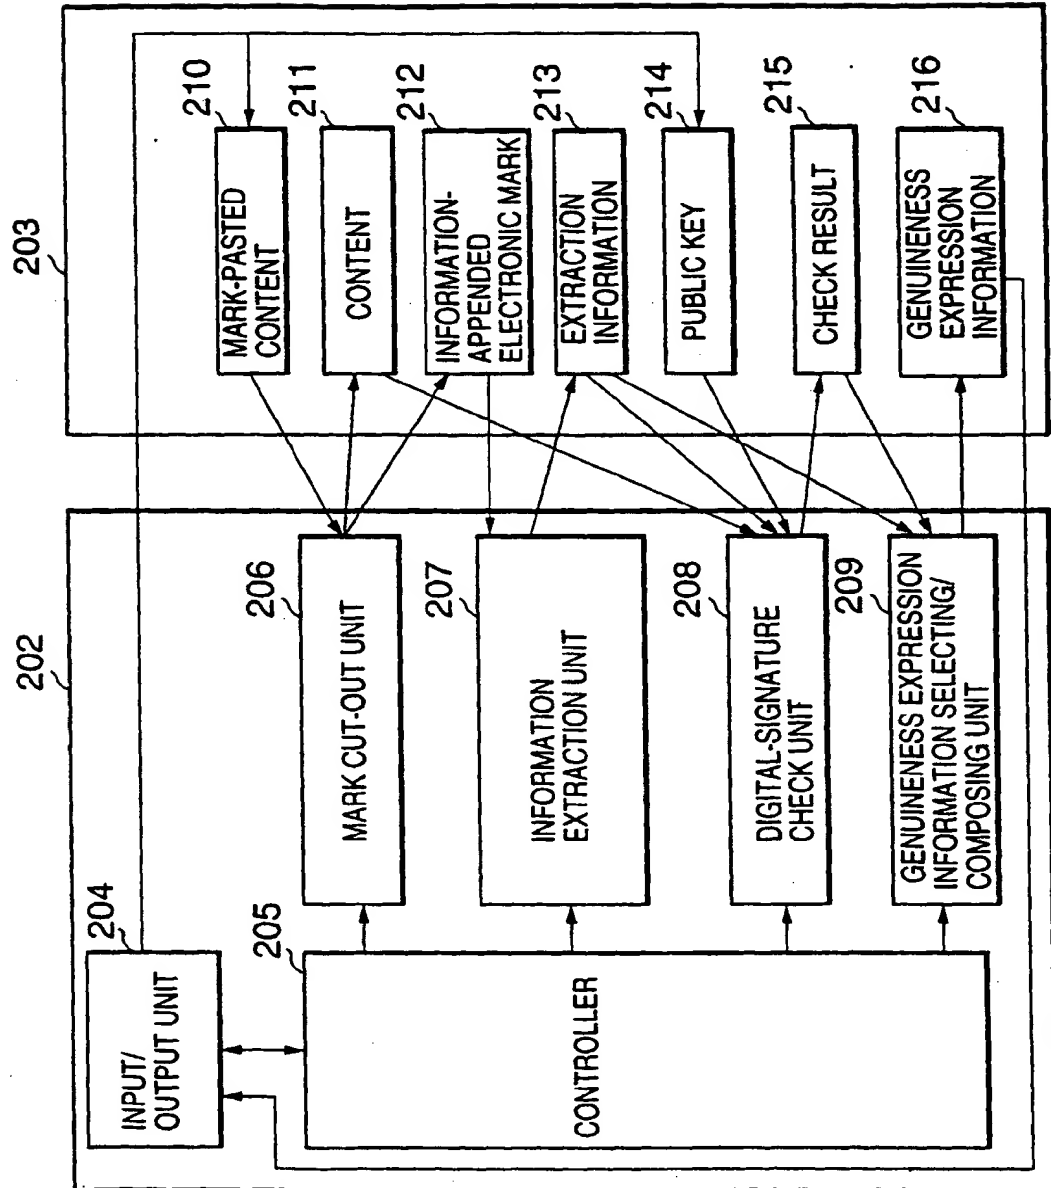 202
203
204
INPUT/
OUTPUT UNIT
205
CONTROLLER
206
MARK CUT-OUT UNIT
207
INFORMATION
EXTRACTION UNIT
208
DIGITAL-SIGNATURE
CHECK UNIT
209
GENUINENESS EXPRESSION
INFORMATION SELECTING/
COMPOSING UNIT
210
MARK-PASTED
CONTENT
211
CONTENT
212
INFORMATION-
APPENDED
ELECTRONIC MARK
213
EXTRACTION
INFORMATION
214
PUBLIC KEY
215
CHECK RESULT
216
GENUINENESS
EXPRESSION
INFORMATION